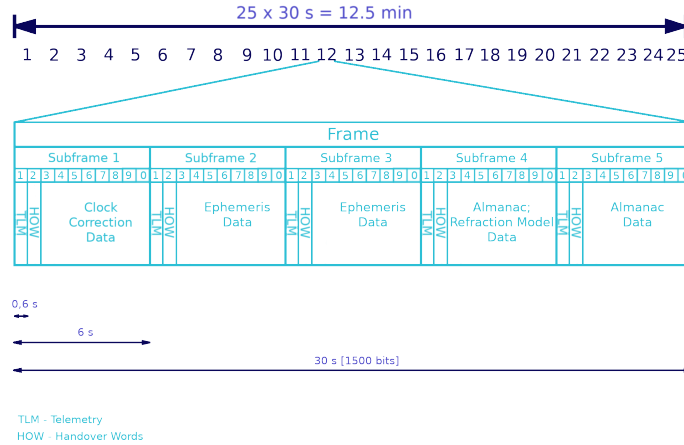 25 x 30 s = 12.5 min
1 2 3 4 5 6 7 8 9 10 11 12 13 14 15 16 17 18 19 20 21 22 23 24 25
Frame
Subframe 1 Subframe 2 Subframe 3 Subframe 4 Subframe 5
1 2 3 4 5 6 7 8 9 0 1 2 3 4 5 6 7 8 9 0 1 2 3 4 5 6 7 8 9 0 1 2 3 4 5 6 7 8 9 0 1 2 3 4 5 6 7 8 9
TLM
HOW
Clock
Correction
Data
TLM
HOW
Ephemeris
Data
TLM
HOW
Ephemeris
Data
TLM
HOW
Almanac;
Refraction Model
Data
TLM
HOW
Almanac
Data
0,6 s
6 s
30 s [1500 bits]
TLM - Telemetry
HOW - Handover Words